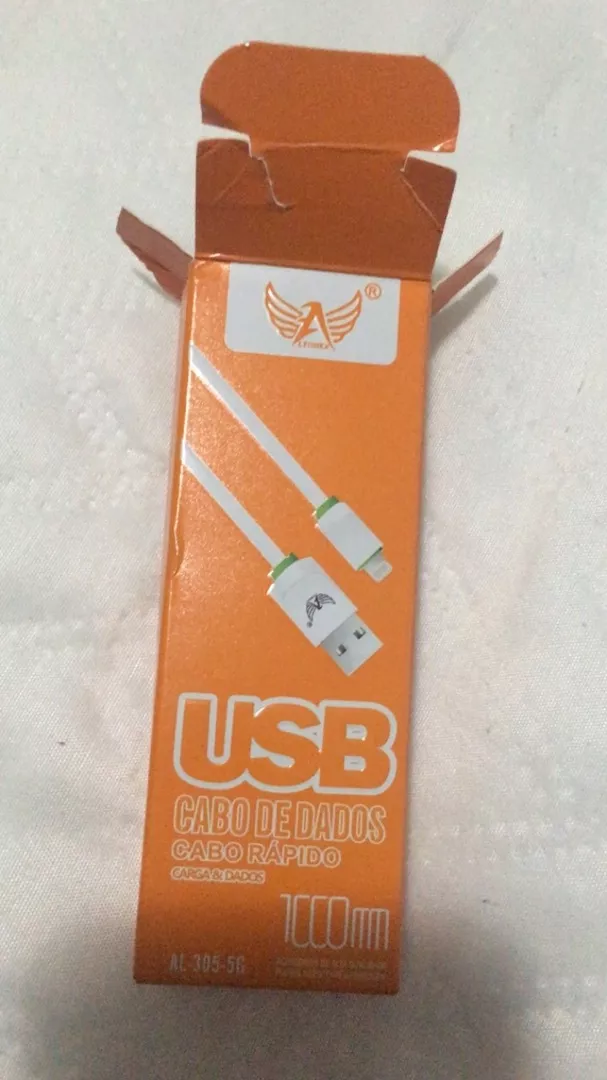 ®
USB
CABO DE DADOS
CABO RÁPIDO
CARGA & DADOS
1000mm
AL-305-5G